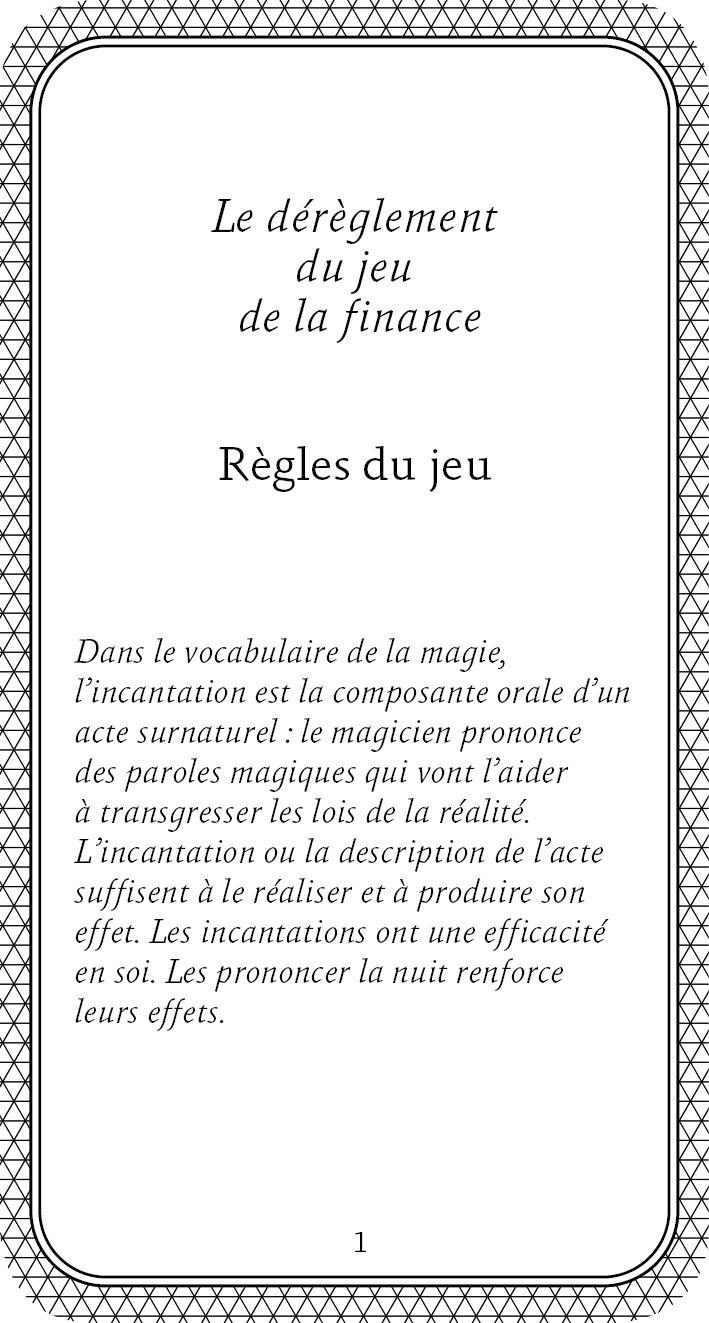 Le dérèglement
du jeu
de la finance
Règles du jeu
Dans le vocabulaire de la magie,
l’incantation est la composante orale d’un
acte surnaturel : le magicien prononce
des paroles magiques qui vont l’aider
à transgresser les lois de la réalité.
L’incantation ou la description de l’acte
suffisent à le réaliser et à produire son
effet. Les incantations ont une efficacité
en soi. Les prononcer la nuit renforce
leurs effets.
1